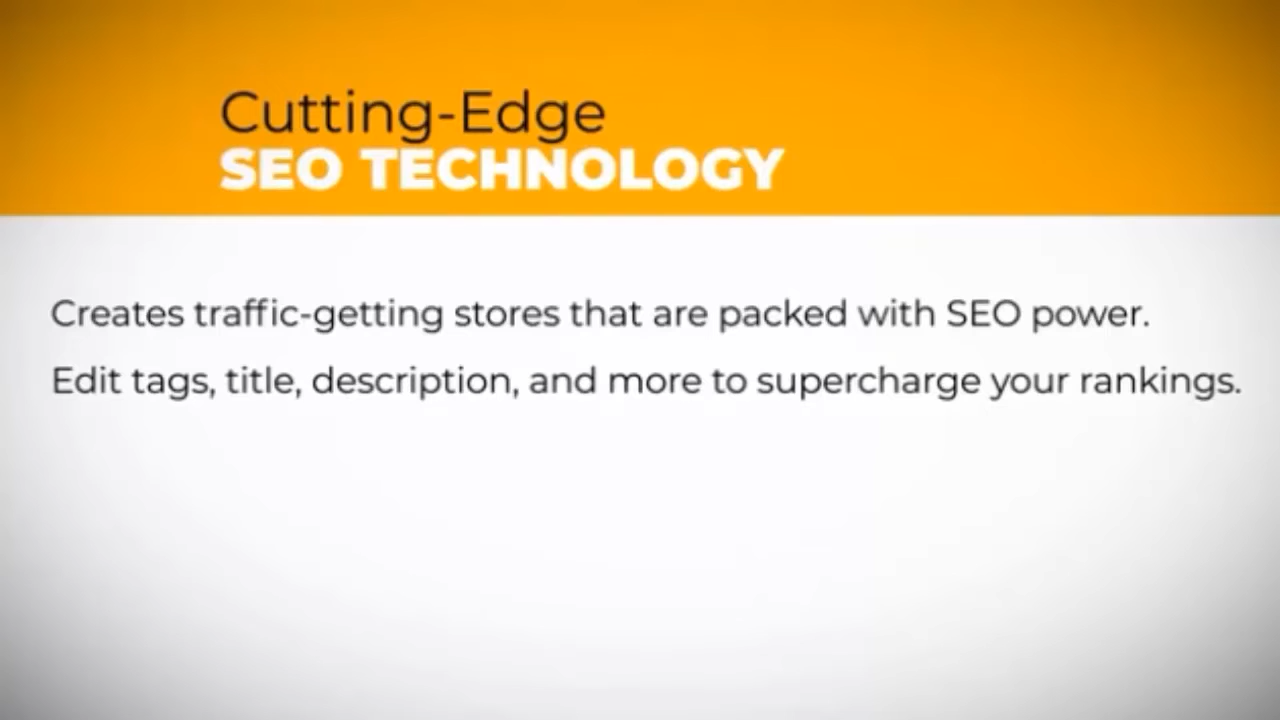 Cutting-Edge
SEO TECHNOLOGY
Creates traffic-getting stores that are packed with SEO power.
Edit tags, title, description, and more to supercharge your rankings.